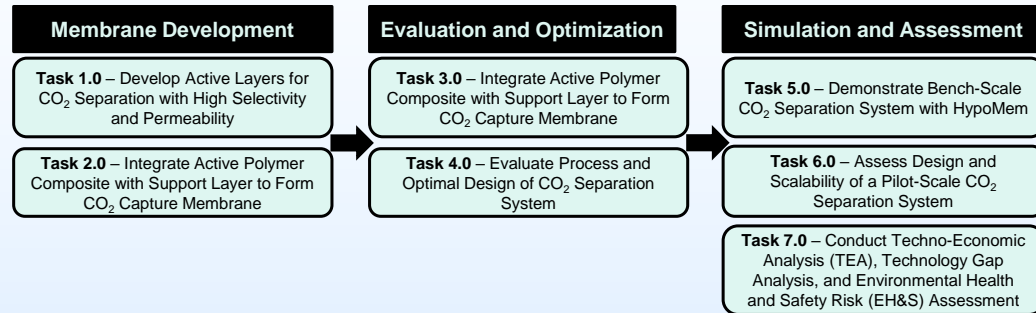 Membrane Development
Task 1.0 – Develop Active Layers for
CO₂ Separation with High Selectivity
and Permeability
Task 2.0 – Integrate Active Polymer
Composite with Support Layer to Form
CO₂ Capture Membrane
Evaluation and Optimization
Task 3.0 – Integrate Active Polymer
Composite with Support Layer to Form
CO₂ Capture Membrane
Task 4.0 – Evaluate Process and
Optimal Design of CO₂ Separation
System
Simulation and Assessment
Task 5.0 – Demonstrate Bench-Scale
CO₂ Separation System with HypoMem
Task 6.0 – Assess Design and
Scalability of a Pilot-Scale CO₂
Separation System
Task 7.0 – Conduct Techno-Economic
Analysis (TEA), Technology Gap
Analysis, and Environmental Health
and Safety Risk (EH&S) Assessment